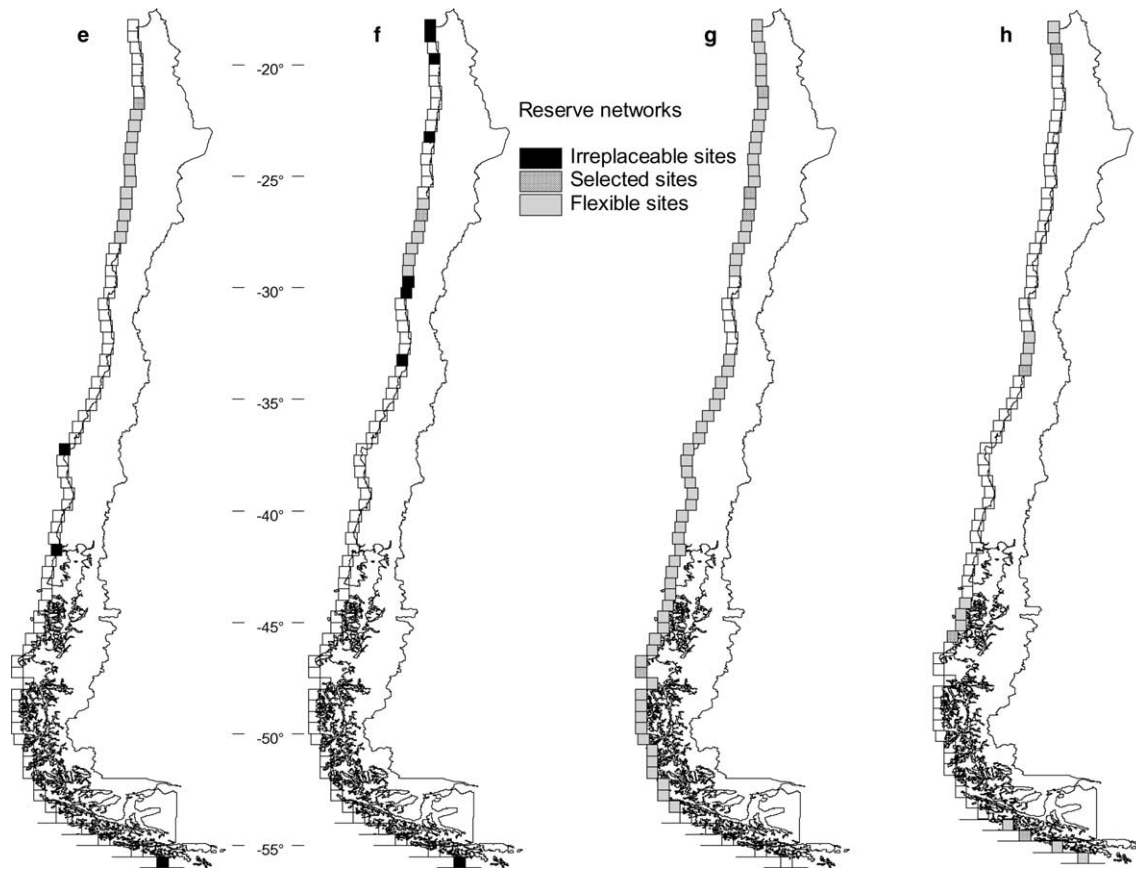 e
f
g
h
-20°
Reserve networks
Irreplaceable sites
Selected sites
Flexible sites
-25°
-30°
-35°
-40°
-45°
-50°
-55°